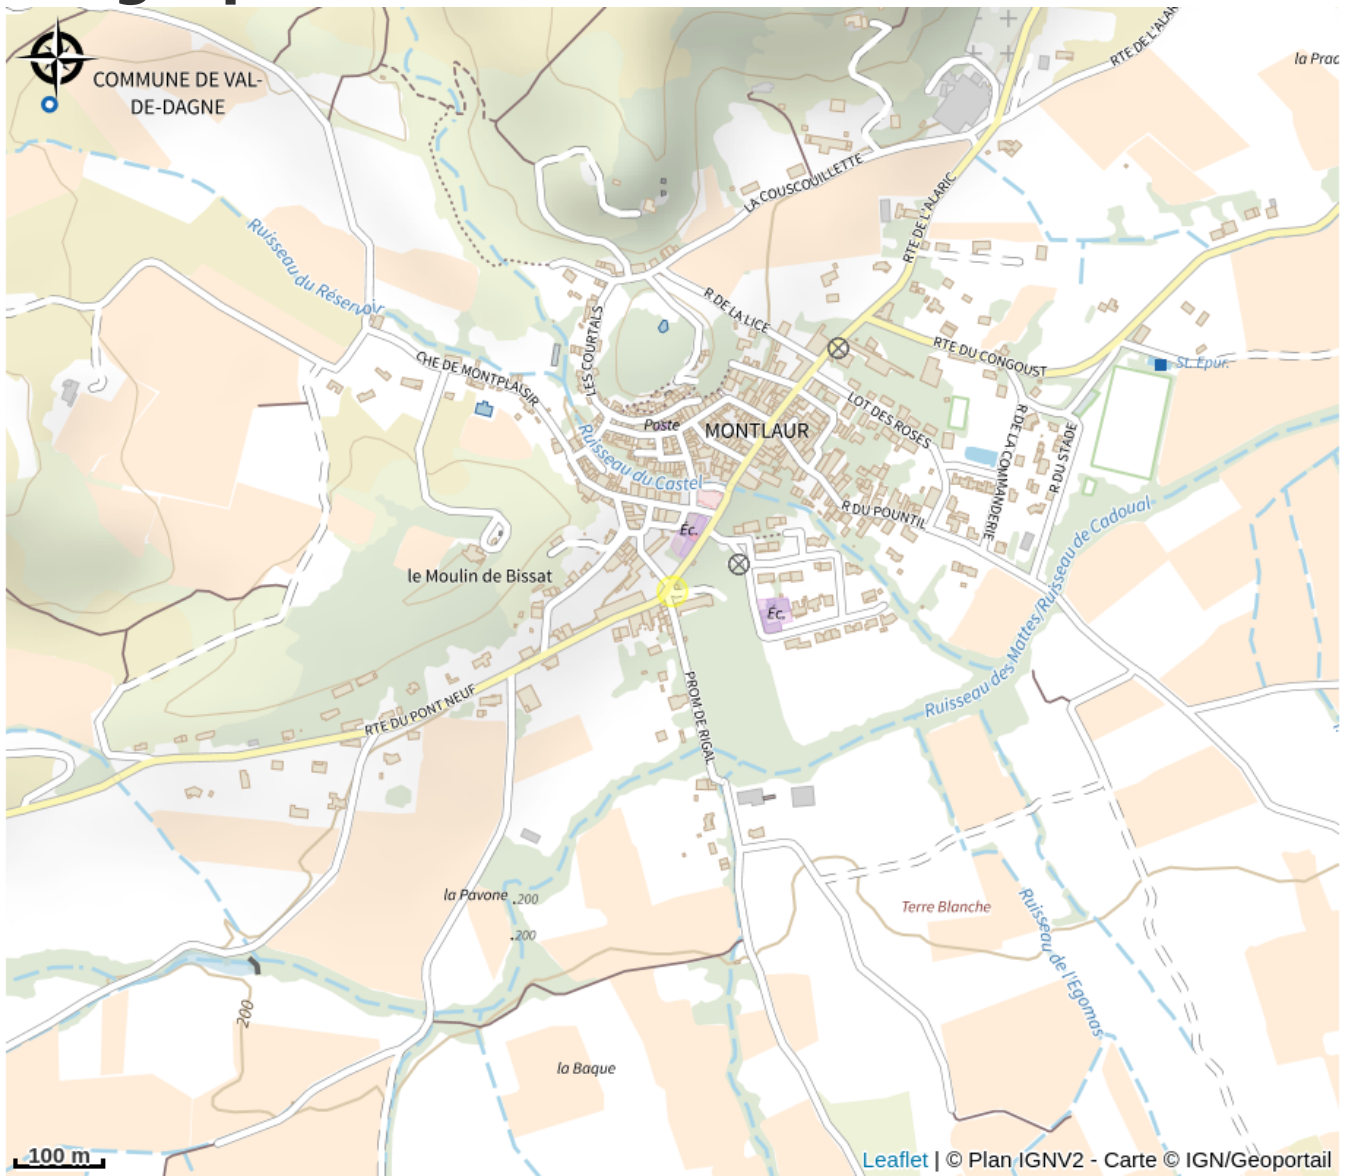 COMMUNE DE VAL-
DE-DAGNE
RTE DE L'ALAR
la Prad
LA COUSCOUILLETTE
RTE DE L'ALARIC
Ruisseau du Réservoir
R DE LA LICE
LES COURTALS
RTE DU CONGOUST
St. Epur.
CHE DE MONTPLAISIR
LOT DES ROSES
R DE LA COMMANDERIE
R DU STADE
Poste
MONTLAUR
Ruisseau du Castel
R DU POUNTIL
Éc.
le Moulin de Bissat
Éc.
Ruisseau des Mattes/Ruisseau de Cadoual
RTE DU PONT NEUF
PROM DE RIGAL
la Pavone
200
200
Terre Blanche
Ruisseau de l'Egomas
200
la Baque
100 m
Leaflet | © Plan IGNV2 - Carte © IGN/Geoportail